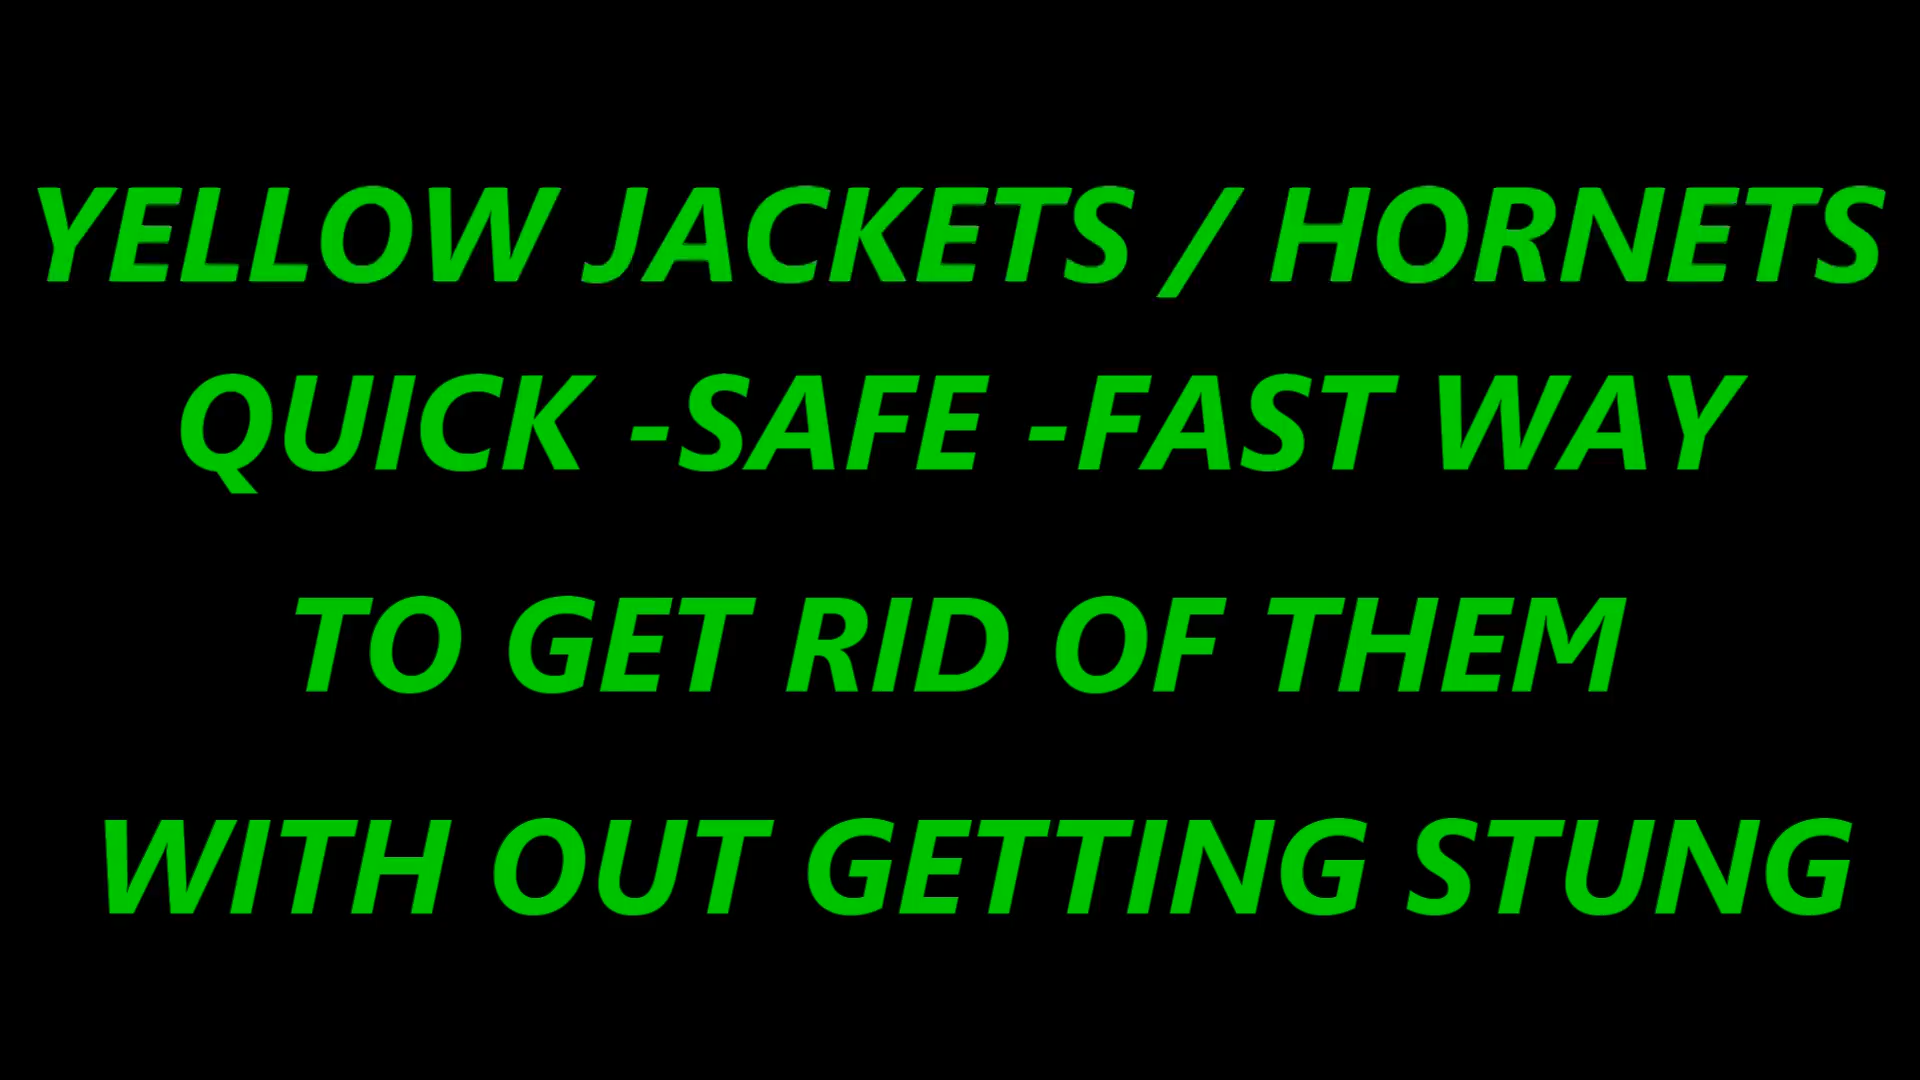 YELLOW JACKETS / HORNETS
QUICK -SAFE -FAST WAY
TO GET RID OF THEM
WITH OUT GETTING STUNG